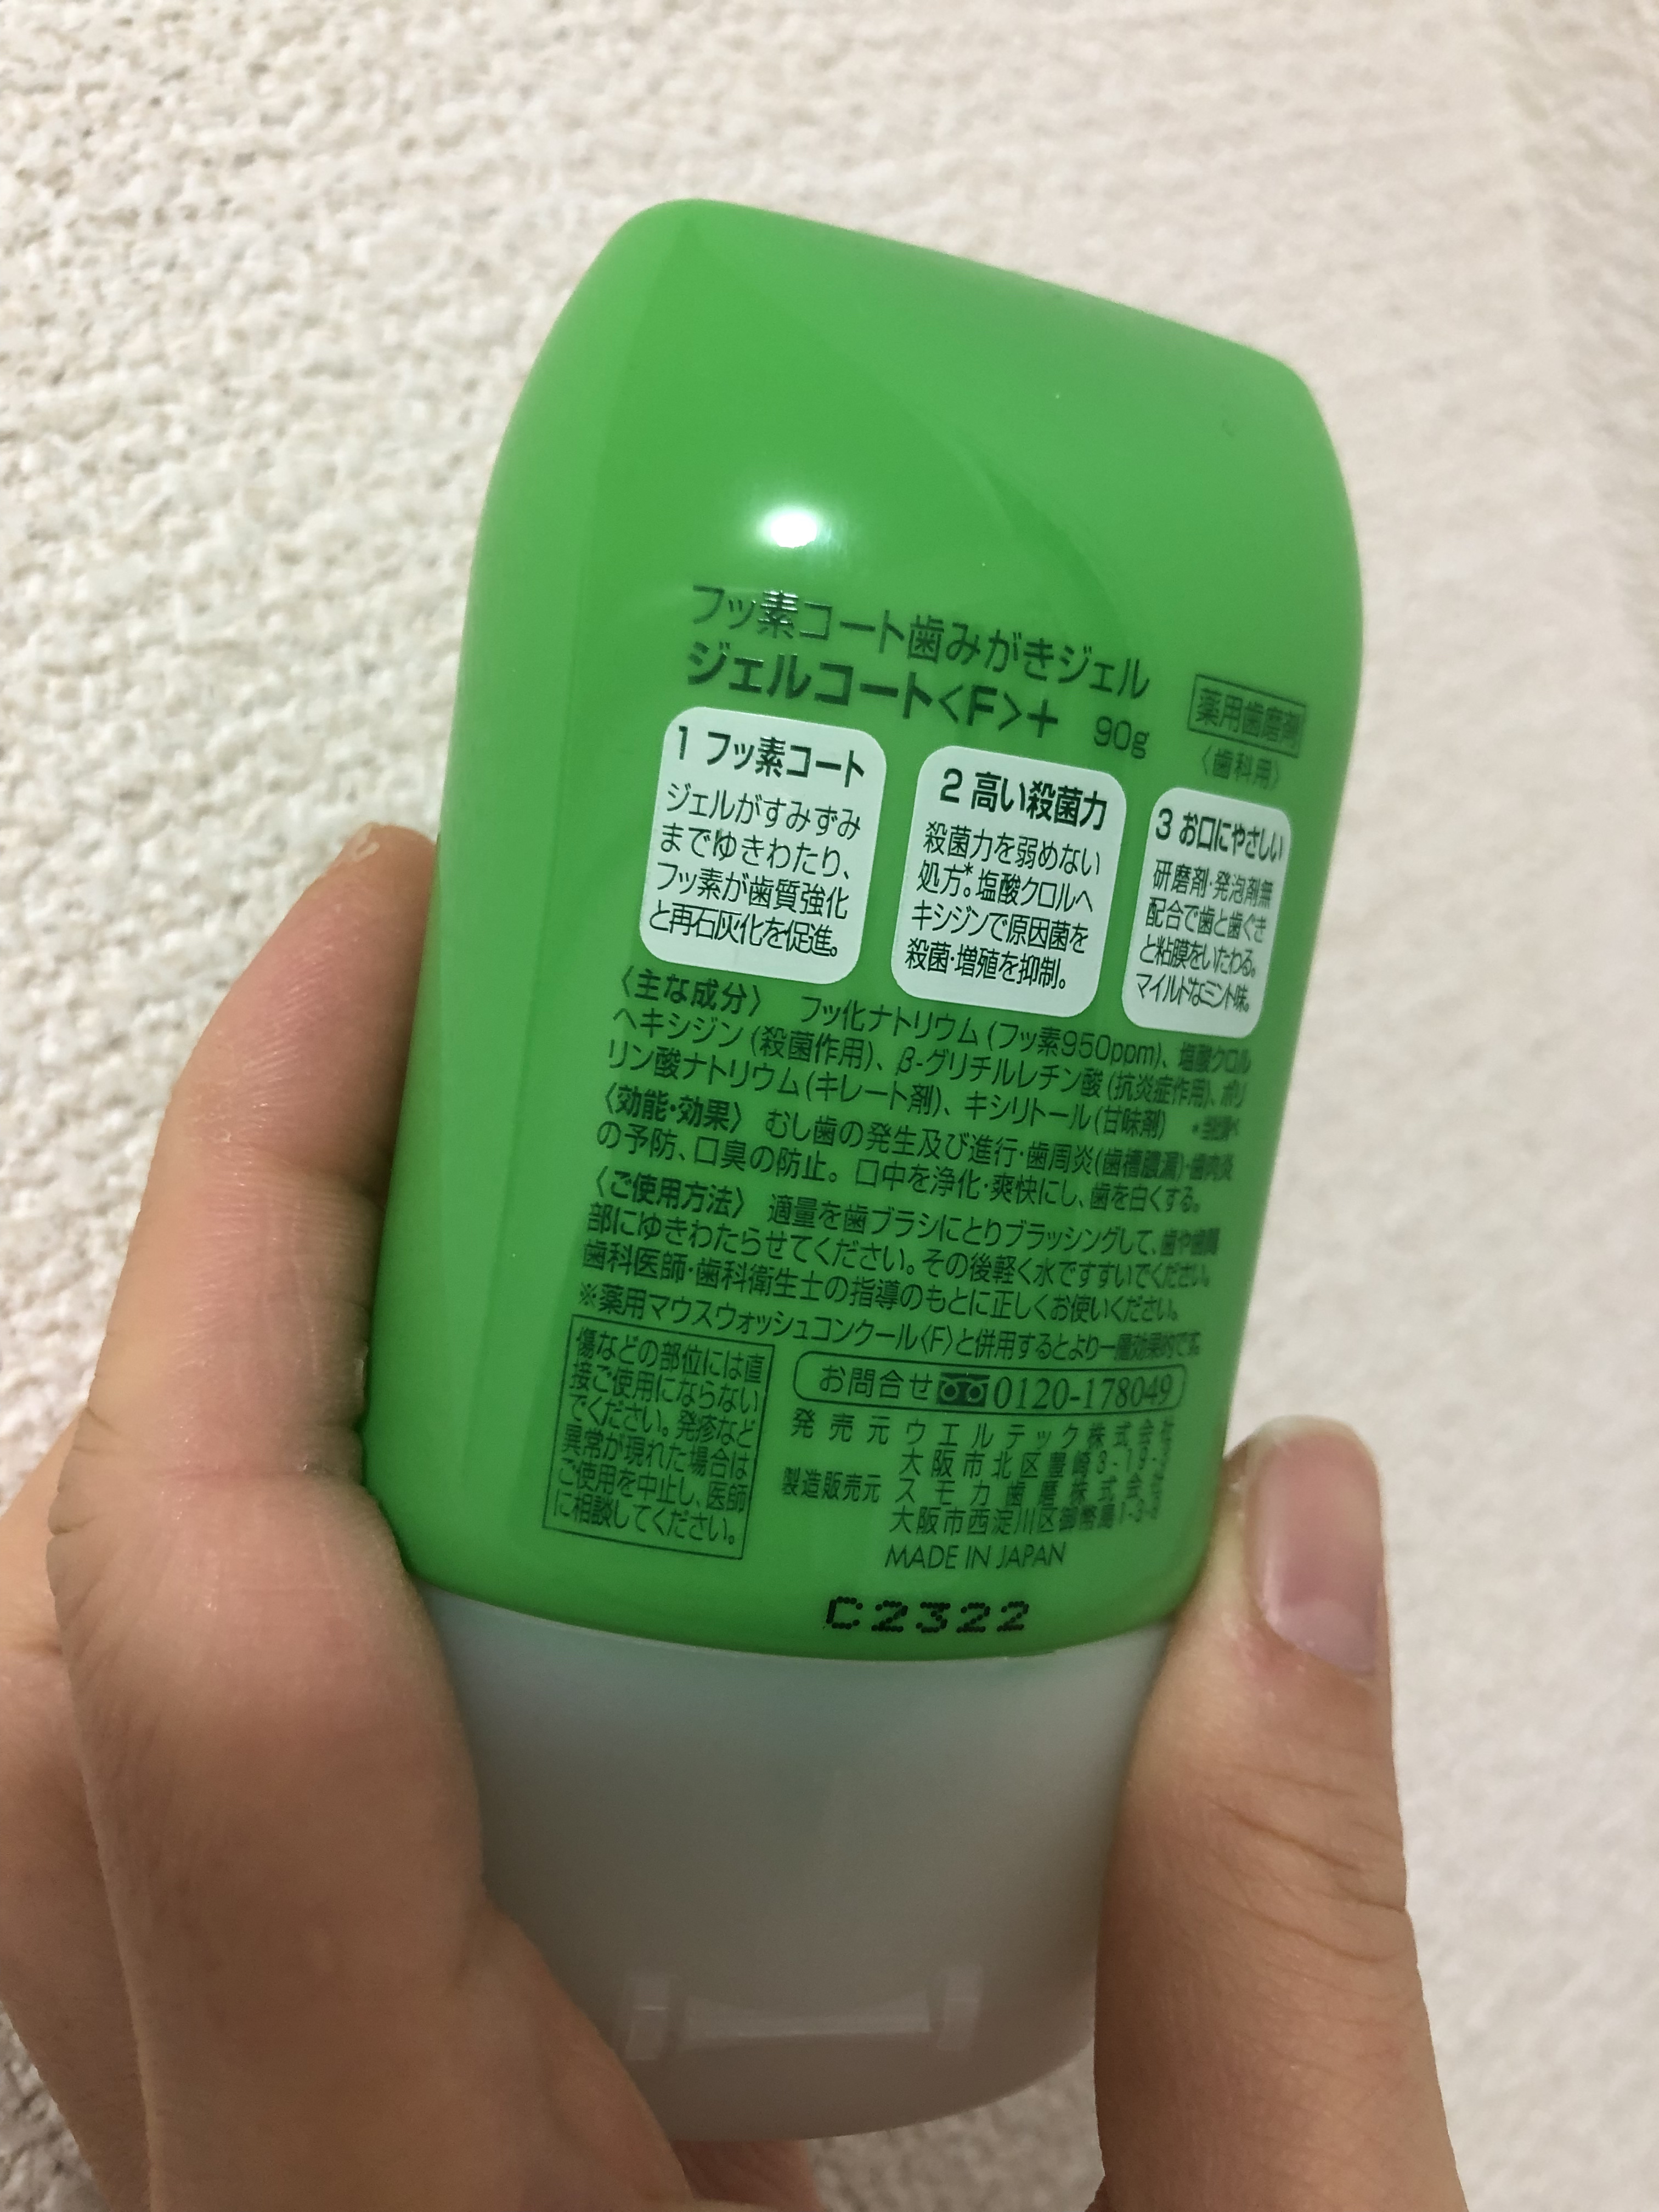 フッ素コート歯みがきジェル
ジェルコート〈F〉+ 90g
薬用歯磨剤
〈歯科用〉
1 フッ素コート
ジェルがすみずみ
までゆきわたり、
フッ素が歯質強化
と再石灰化を促進。
2 高い殺菌力
殺菌力を弱めない
処方*。塩酸クロルヘ
キシジンで原因菌を
殺菌・増殖を抑制。
3 お口にやさしい
研磨剤・発泡剤無
配合で歯と歯ぐき
と粘膜をいたわる。
マイルドなミント味。
〈主な成分〉 フッ化ナトリウム(フッ素950ppm)、塩酸クロル
ヘキシジン(殺菌作用)、β-グリチルレチン酸(抗炎症作用)、ポリ
リン酸ナトリウム(キレート剤)、キシリトール(甘味剤) *当社調べ
〈効能・効果〉 むし歯の発生及び進行・歯周炎(歯槽膿漏)・歯肉炎
の予防、口臭の防止。口中を浄化・爽快にし、歯を白くする。
〈ご使用方法〉 適量を歯ブラシにとりブラッシングして、歯や歯間
部にゆきわたらせてください。その後軽く水ですすいでください。
歯科医師・歯科衛生士の指導のもとに正しくお使いください。
※薬用マウスウォッシュコンクール〈F〉と併用するとより一層効果的です。
傷などの部位には直
接ご使用にならない
でください。発疹など
異常が現れた場合は
ご使用を中止し、医師
に相談してください。
お問合せ 0120-178049
発売元 ウエルテック株式会社
大阪市北区豊崎3-19-3
製造販売元 スモカ歯磨株式会社
大阪市西淀川区御幣島1-3-8
MADE IN JAPAN
C2322